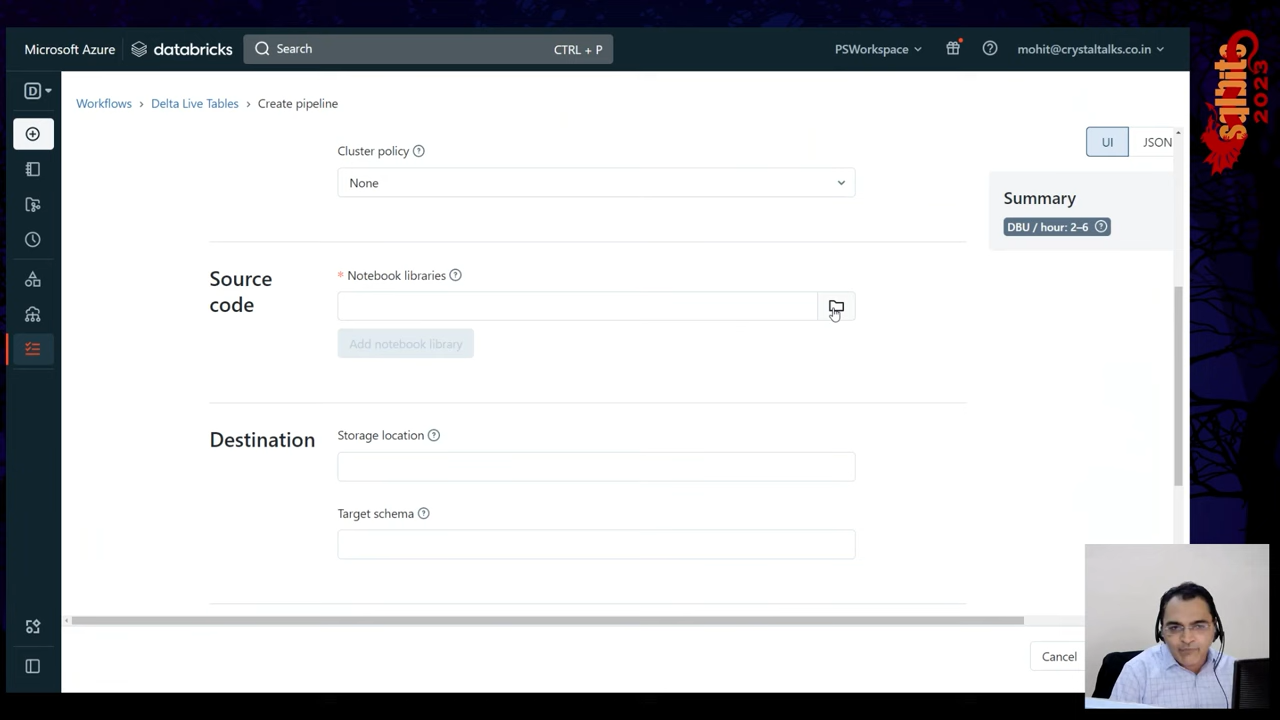 Microsoft Azure databricks Search CTRL + P PSWorkspace mohit@crystaltalks.co.in
D
Workflows › Delta Live Tables › Create pipeline
UI JSON
Cluster policy
None
Summary
DBU / hour: 2–6
Source code
* Notebook libraries
Add notebook library
Destination
Storage location
Target schema
Cancel
sqlbits 2023